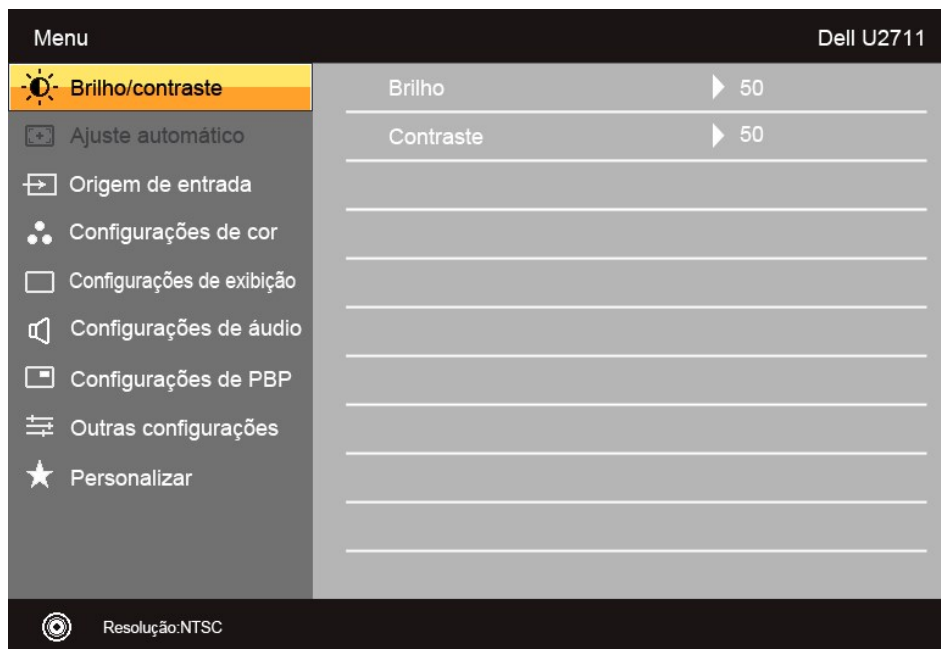 Menu Dell U2711
Brilho/contraste
Brilho 50
Ajuste automático
Contraste 50
Origem de entrada
Configurações de cor
Configurações de exibição
Configurações de áudio
Configurações de PBP
Outras configurações
Personalizar
Resolução:NTSC